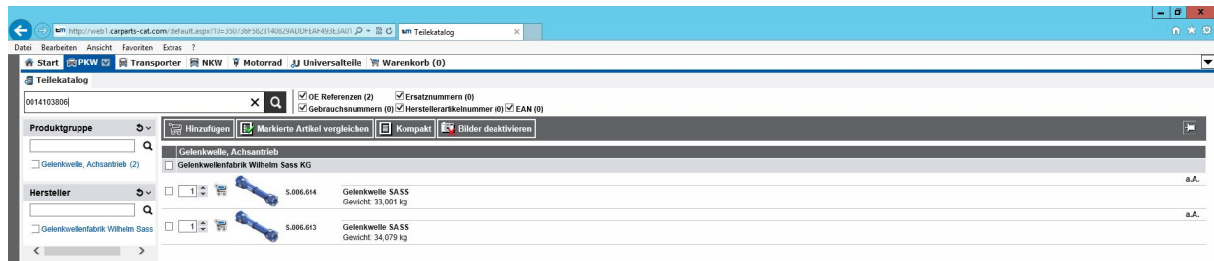 http://web1.carparts-cat.com/default.aspx
Teilekatalog
Datei Bearbeiten Ansicht Favoriten Extras ?
Start PKW Transporter NKW Motorrad Universalteile Warenkorb (0)
Teilekatalog
0014103806
OE Referenzen (2) Ersatznummern (0)
Gebrauchsnummern (0) Herstellerartikelnummer (0) EAN (0)
Produktgruppe
Hinzufügen Markierte Artikel vergleichen Kompakt Bilder deaktivieren
Gelenkwelle, Achsantrieb
Gelenkwelle, Achsantrieb (2)
Gelenkwellenfabrik Wilhelm Sass KG
a.A.
Hersteller
1 S.006.614 Gelenkwelle SASS
Gewicht: 33,001 kg
a.A.
Gelenkwellenfabrik Wilhelm Sass
1 S.006.613 Gelenkwelle SASS
Gewicht: 34,079 kg